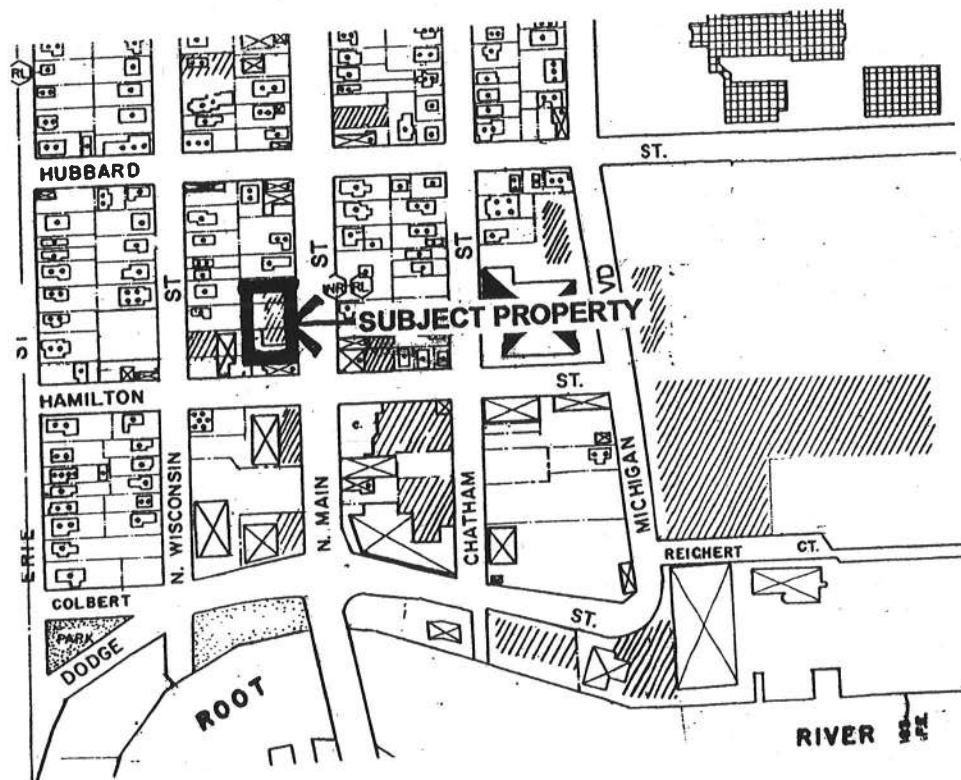 RL
HUBBARD
ST.
ST
ST
ST
INR
RL
VD
SUBJECT PROPERTY
ST
HAMILTON
ST.
N. WISCONSIN
N. MAIN
CHATHAM
MICHIGAN
ERIE
REICHERT
CT.
COLBERT
ST.
PARK
DODGE
ROOT
RIVER